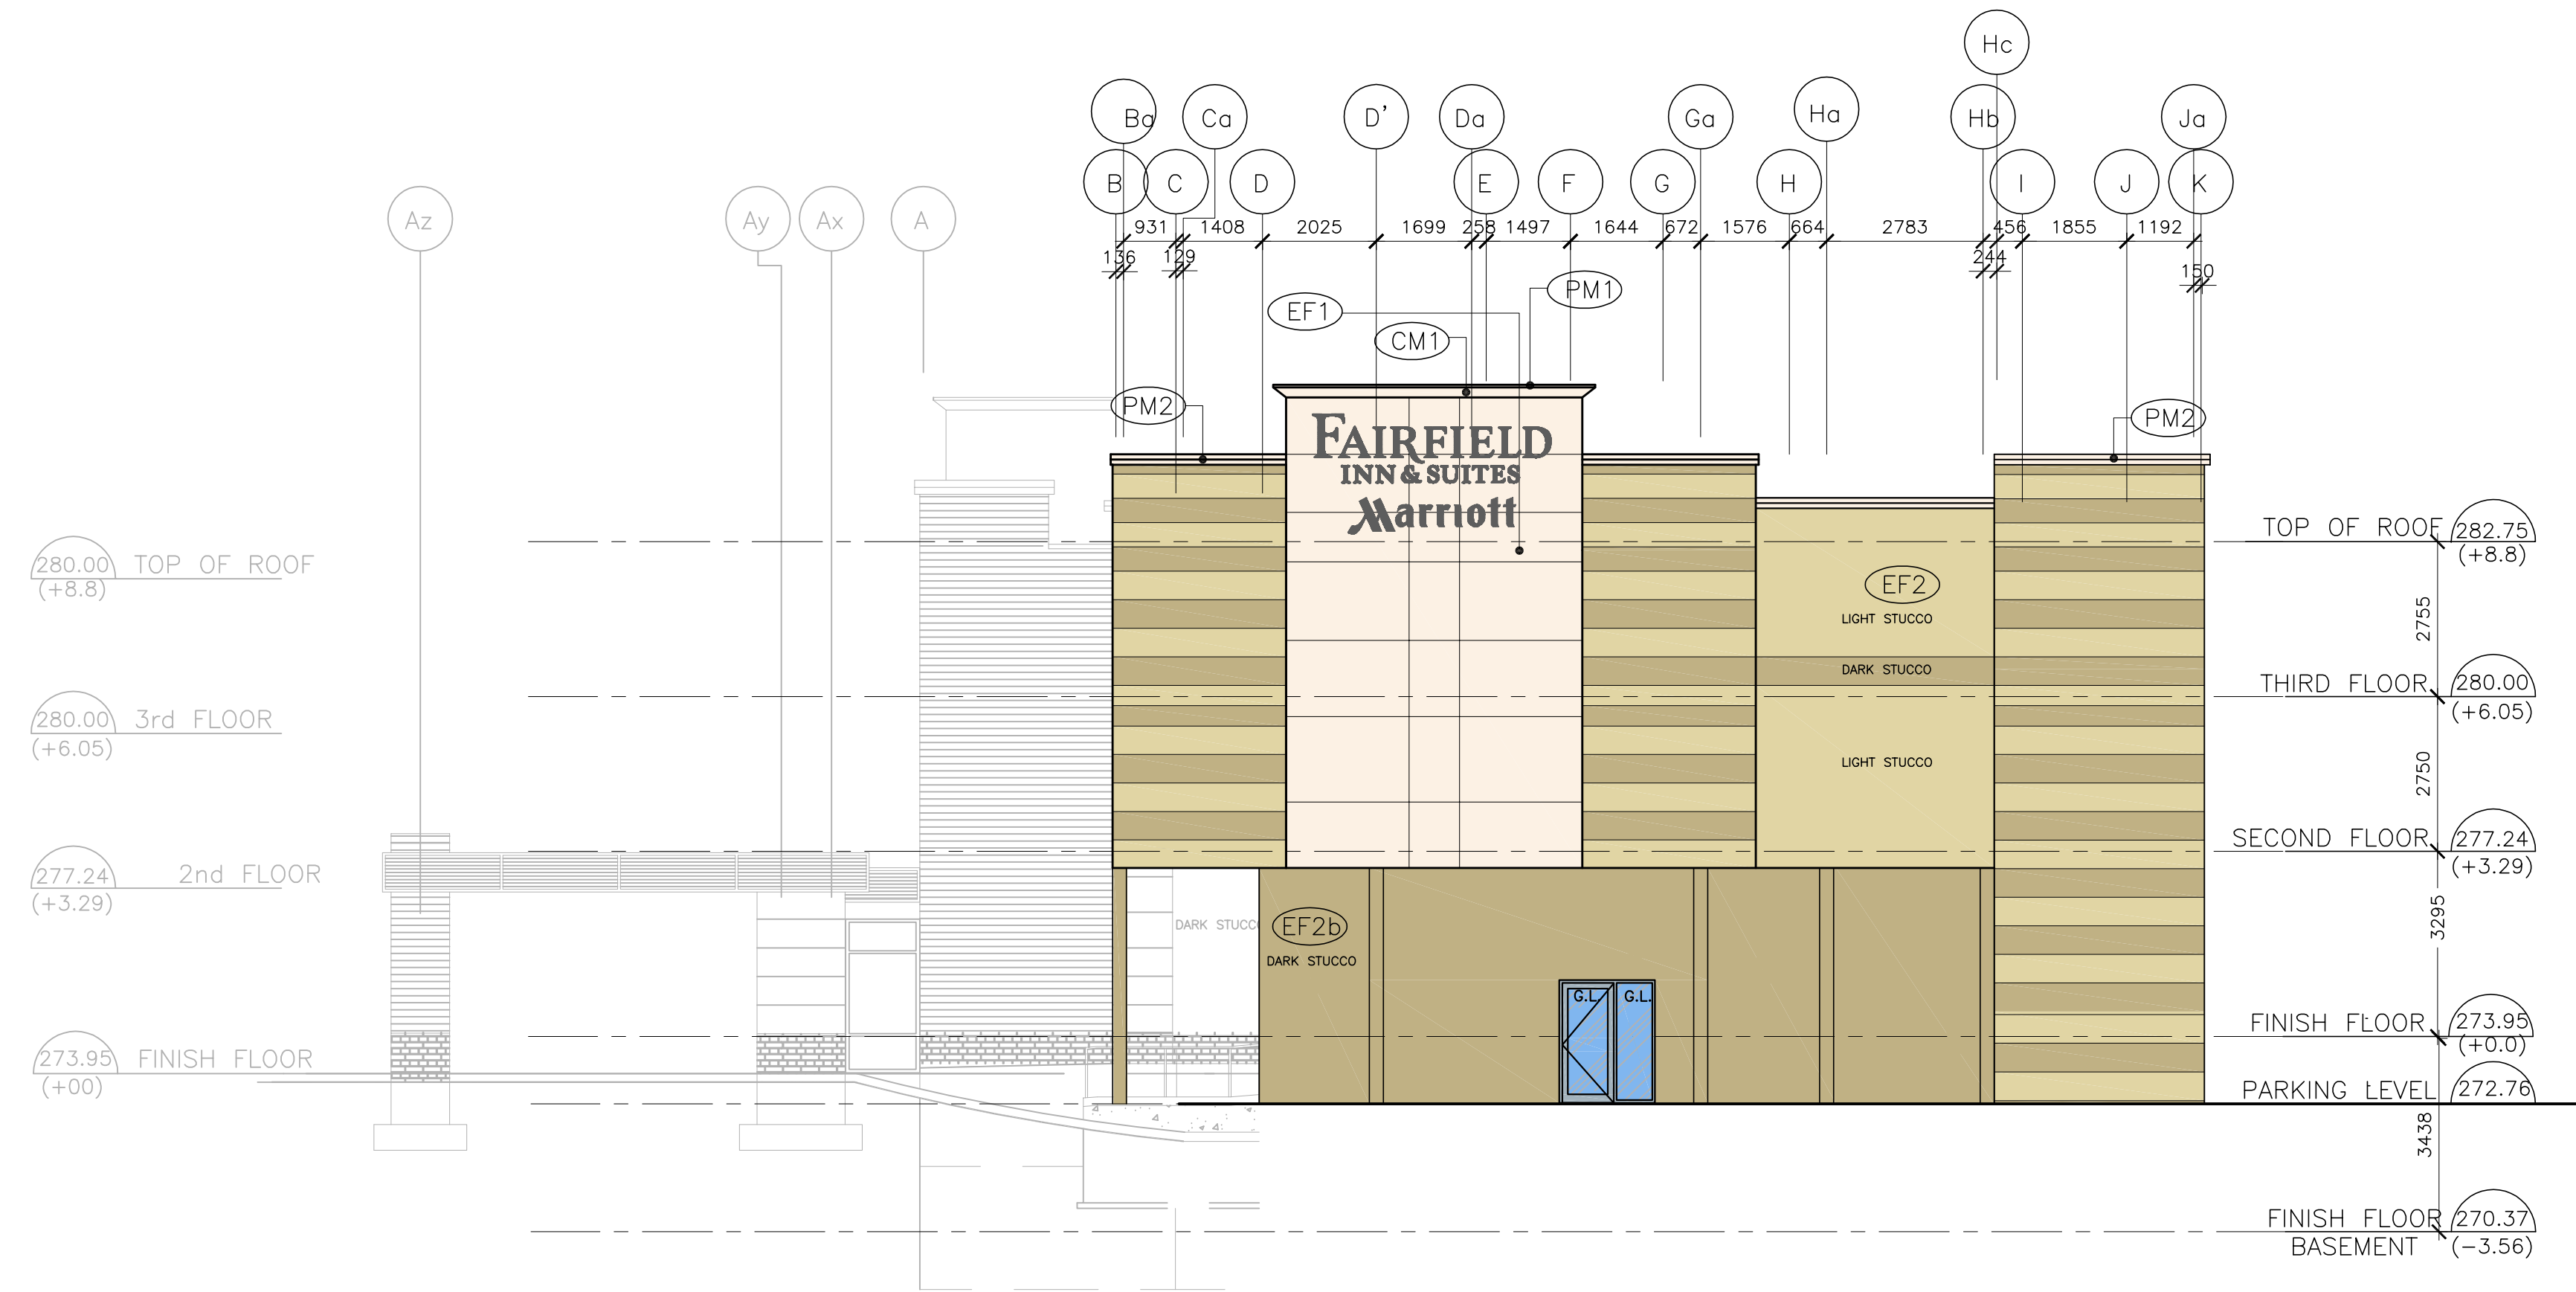 Hc
Ba
Ca
D'
Da
Ga
Ha
Hb
Ja
B
C
D
E
F
G
H
I
J
K
Az
Ay
Ax
A
931
1408
2025
1699
258
1497
1644
672
1576
664
2783
456
1855
1192
136
129
244
150
EF1
PM1
CM1
PM2
PM2
FAIRFIELD
INN & SUITES
Marriott
280.00 TOP OF ROOF
(+8.8)
280.00 3rd FLOOR
(+6.05)
277.24 2nd FLOOR
(+3.29)
273.95 FINISH FLOOR
(+00)
EF2
LIGHT STUCCO
DARK STUCCO
LIGHT STUCCO
DARK STUCCO
EF2b
DARK STUCCO
G.L.
G.L.
TOP OF ROOF 282.75
(+8.8)
2755
THIRD FLOOR 280.00
(+6.05)
2750
SECOND FLOOR 277.24
(+3.29)
3295
FINISH FLOOR 273.95
(+0.0)
PARKING LEVEL 272.76
3438
FINISH FLOOR 270.37
BASEMENT (-3.56)